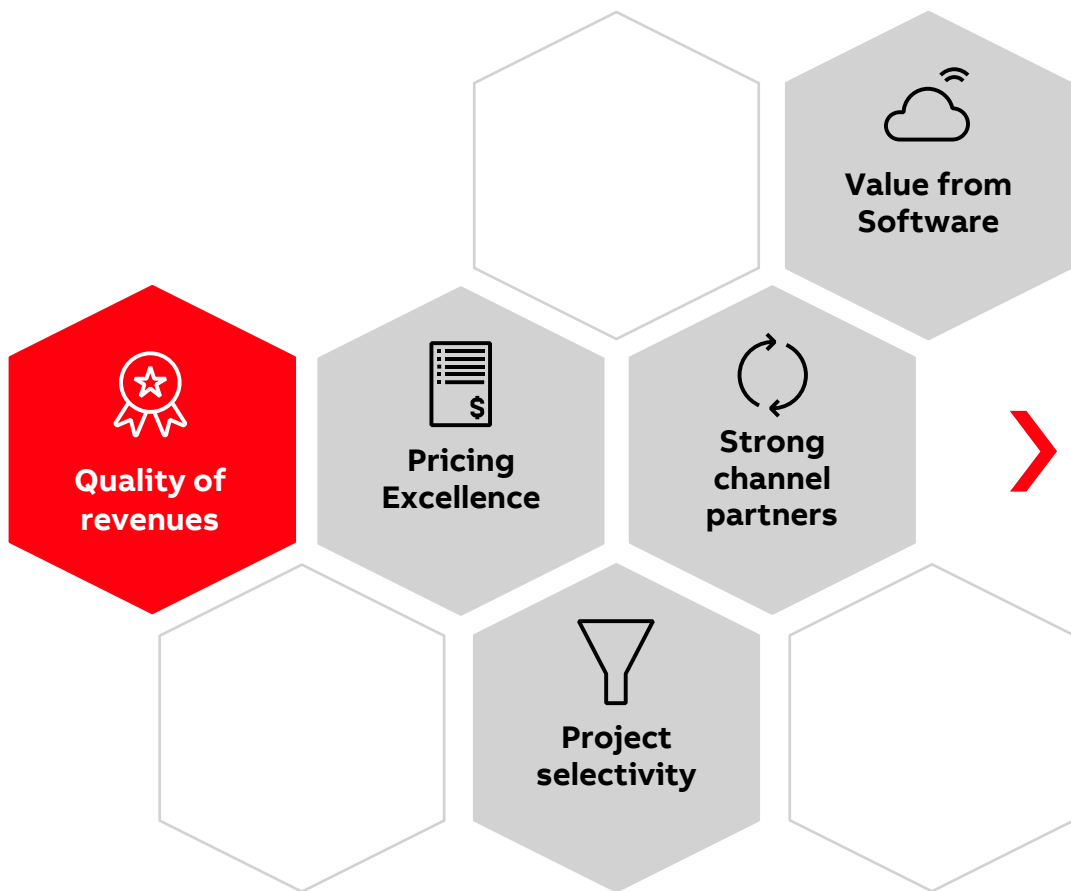 Value from
Software
Quality of
revenues
Pricing
Excellence
$
Strong
channel
partners
Project
selectivity